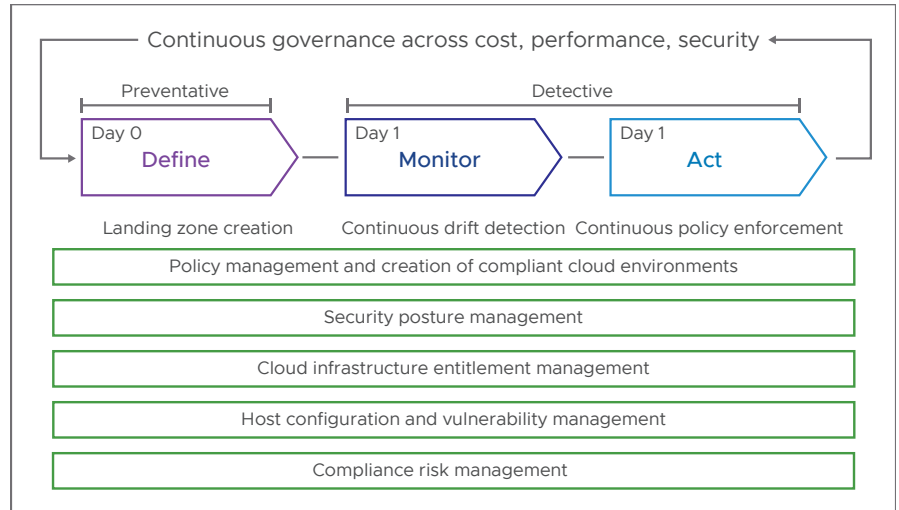 Continuous governance across cost, performance, security
Preventative
Detective
Day 0
Define
Day 1
Monitor
Day 1
Act
Landing zone creation
Continuous drift detection
Continuous policy enforcement
Policy management and creation of compliant cloud environments
Security posture management
Cloud infrastructure entitlement management
Host configuration and vulnerability management
Compliance risk management